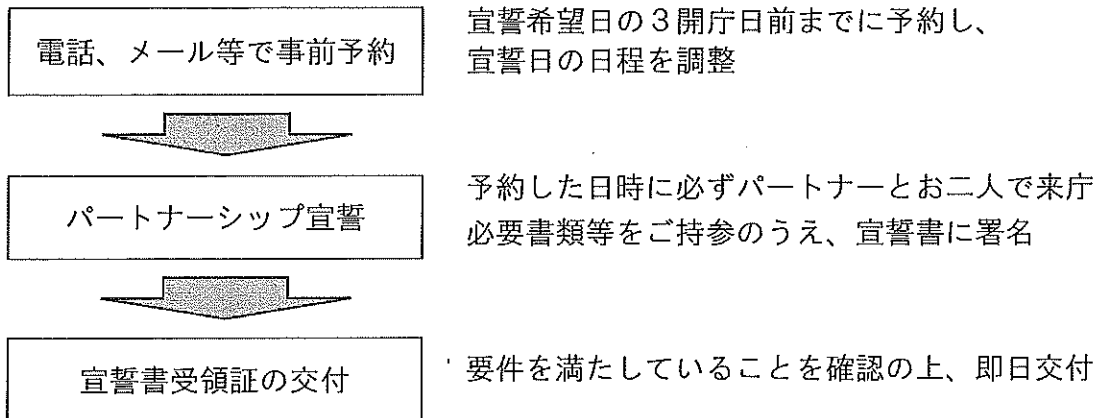 電話、メール等で事前予約
宣誓希望日の３開庁日前までに予約し、
宣誓日の日程を調整
パートナーシップ宣誓
予約した日時に必ずパートナーとお二人で来庁
必要書類等をご持参のうえ、宣誓書に署名
宣誓書受領証の交付
要件を満たしていることを確認の上、即日交付